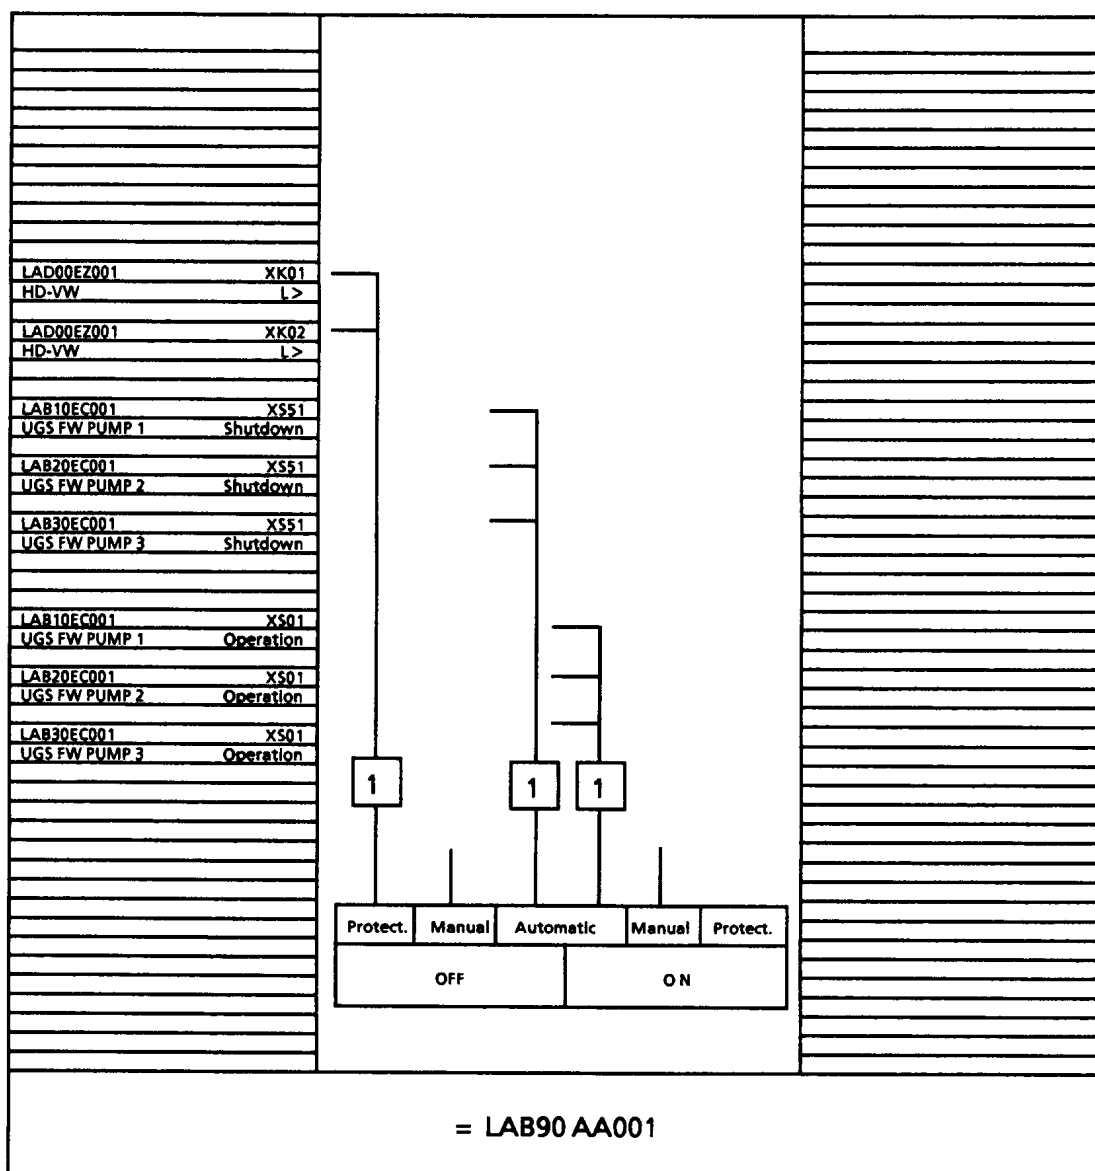 LAD00EZ001 XK01
HD-VW L>
LAD00EZ001 XK02
HD-VW L>
LAB10EC001 XS51
UGS FW PUMP 1 Shutdown
LAB20EC001 XS51
UGS FW PUMP 2 Shutdown
LAB30EC001 XS51
UGS FW PUMP 3 Shutdown
LAB10EC001 XS01
UGS FW PUMP 1 Operation
LAB20EC001 XS01
UGS FW PUMP 2 Operation
LAB30EC001 XS01
UGS FW PUMP 3 Operation
1 1 1
Protect. Manual Automatic Manual Protect.
OFF ON
= LAB90 AA001